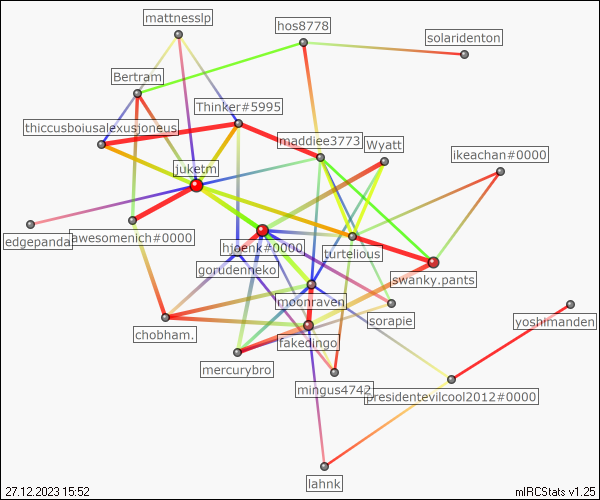 mattnesslp
hos8778
solaridenton
Bertram
Thinker#5995
thiccusboiusalexusjoneus
maddiee3773
Wyatt
ikeachan#0000
juketm
edgepanda
awesomenich#0000
hjoenk#0000
turtelious
gorudenneko
swanky.pants
moonraven
sorapie
yoshimanden
chobham.
fakedingo
mercurybro
mingus4742
presidentevilcool2012#0000
lahnk
27.12.2023 15:52
mIRCStats v1.25